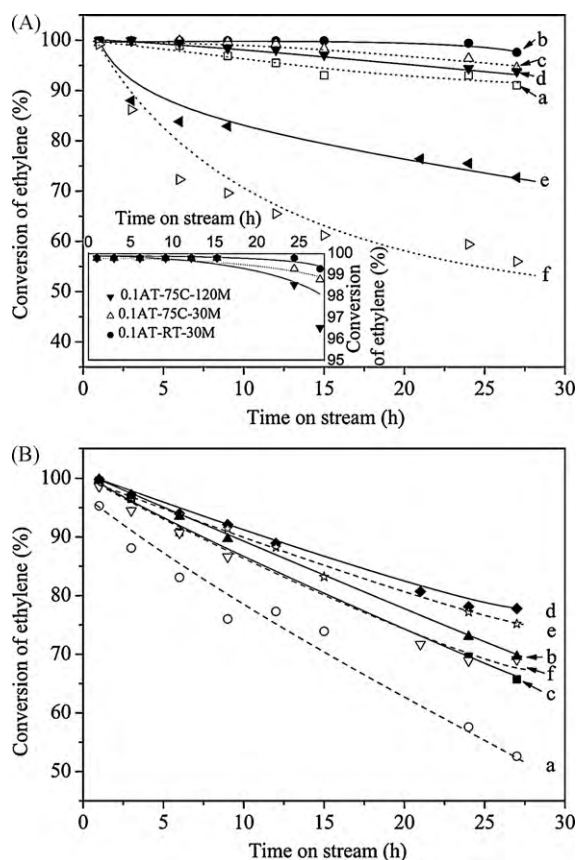 (A)
100
90
80
70
60
50
40
Conversion of ethylene (%)
b
c
d
a
e
f
Time on stream (h)
0 5 10 15 20 25
100
99
98
97
96
95
Conversion
of ethylene (%)
0.1AT-75C-120M
0.1AT-75C-30M
0.1AT-RT-30M
0 5 10 15 20 25 30
Time on stream (h)
(B)
100
90
80
70
60
50
Conversion of ethylene (%)
d
e
b
f
c
a
0 5 10 15 20 25 30
Time on stream (h)